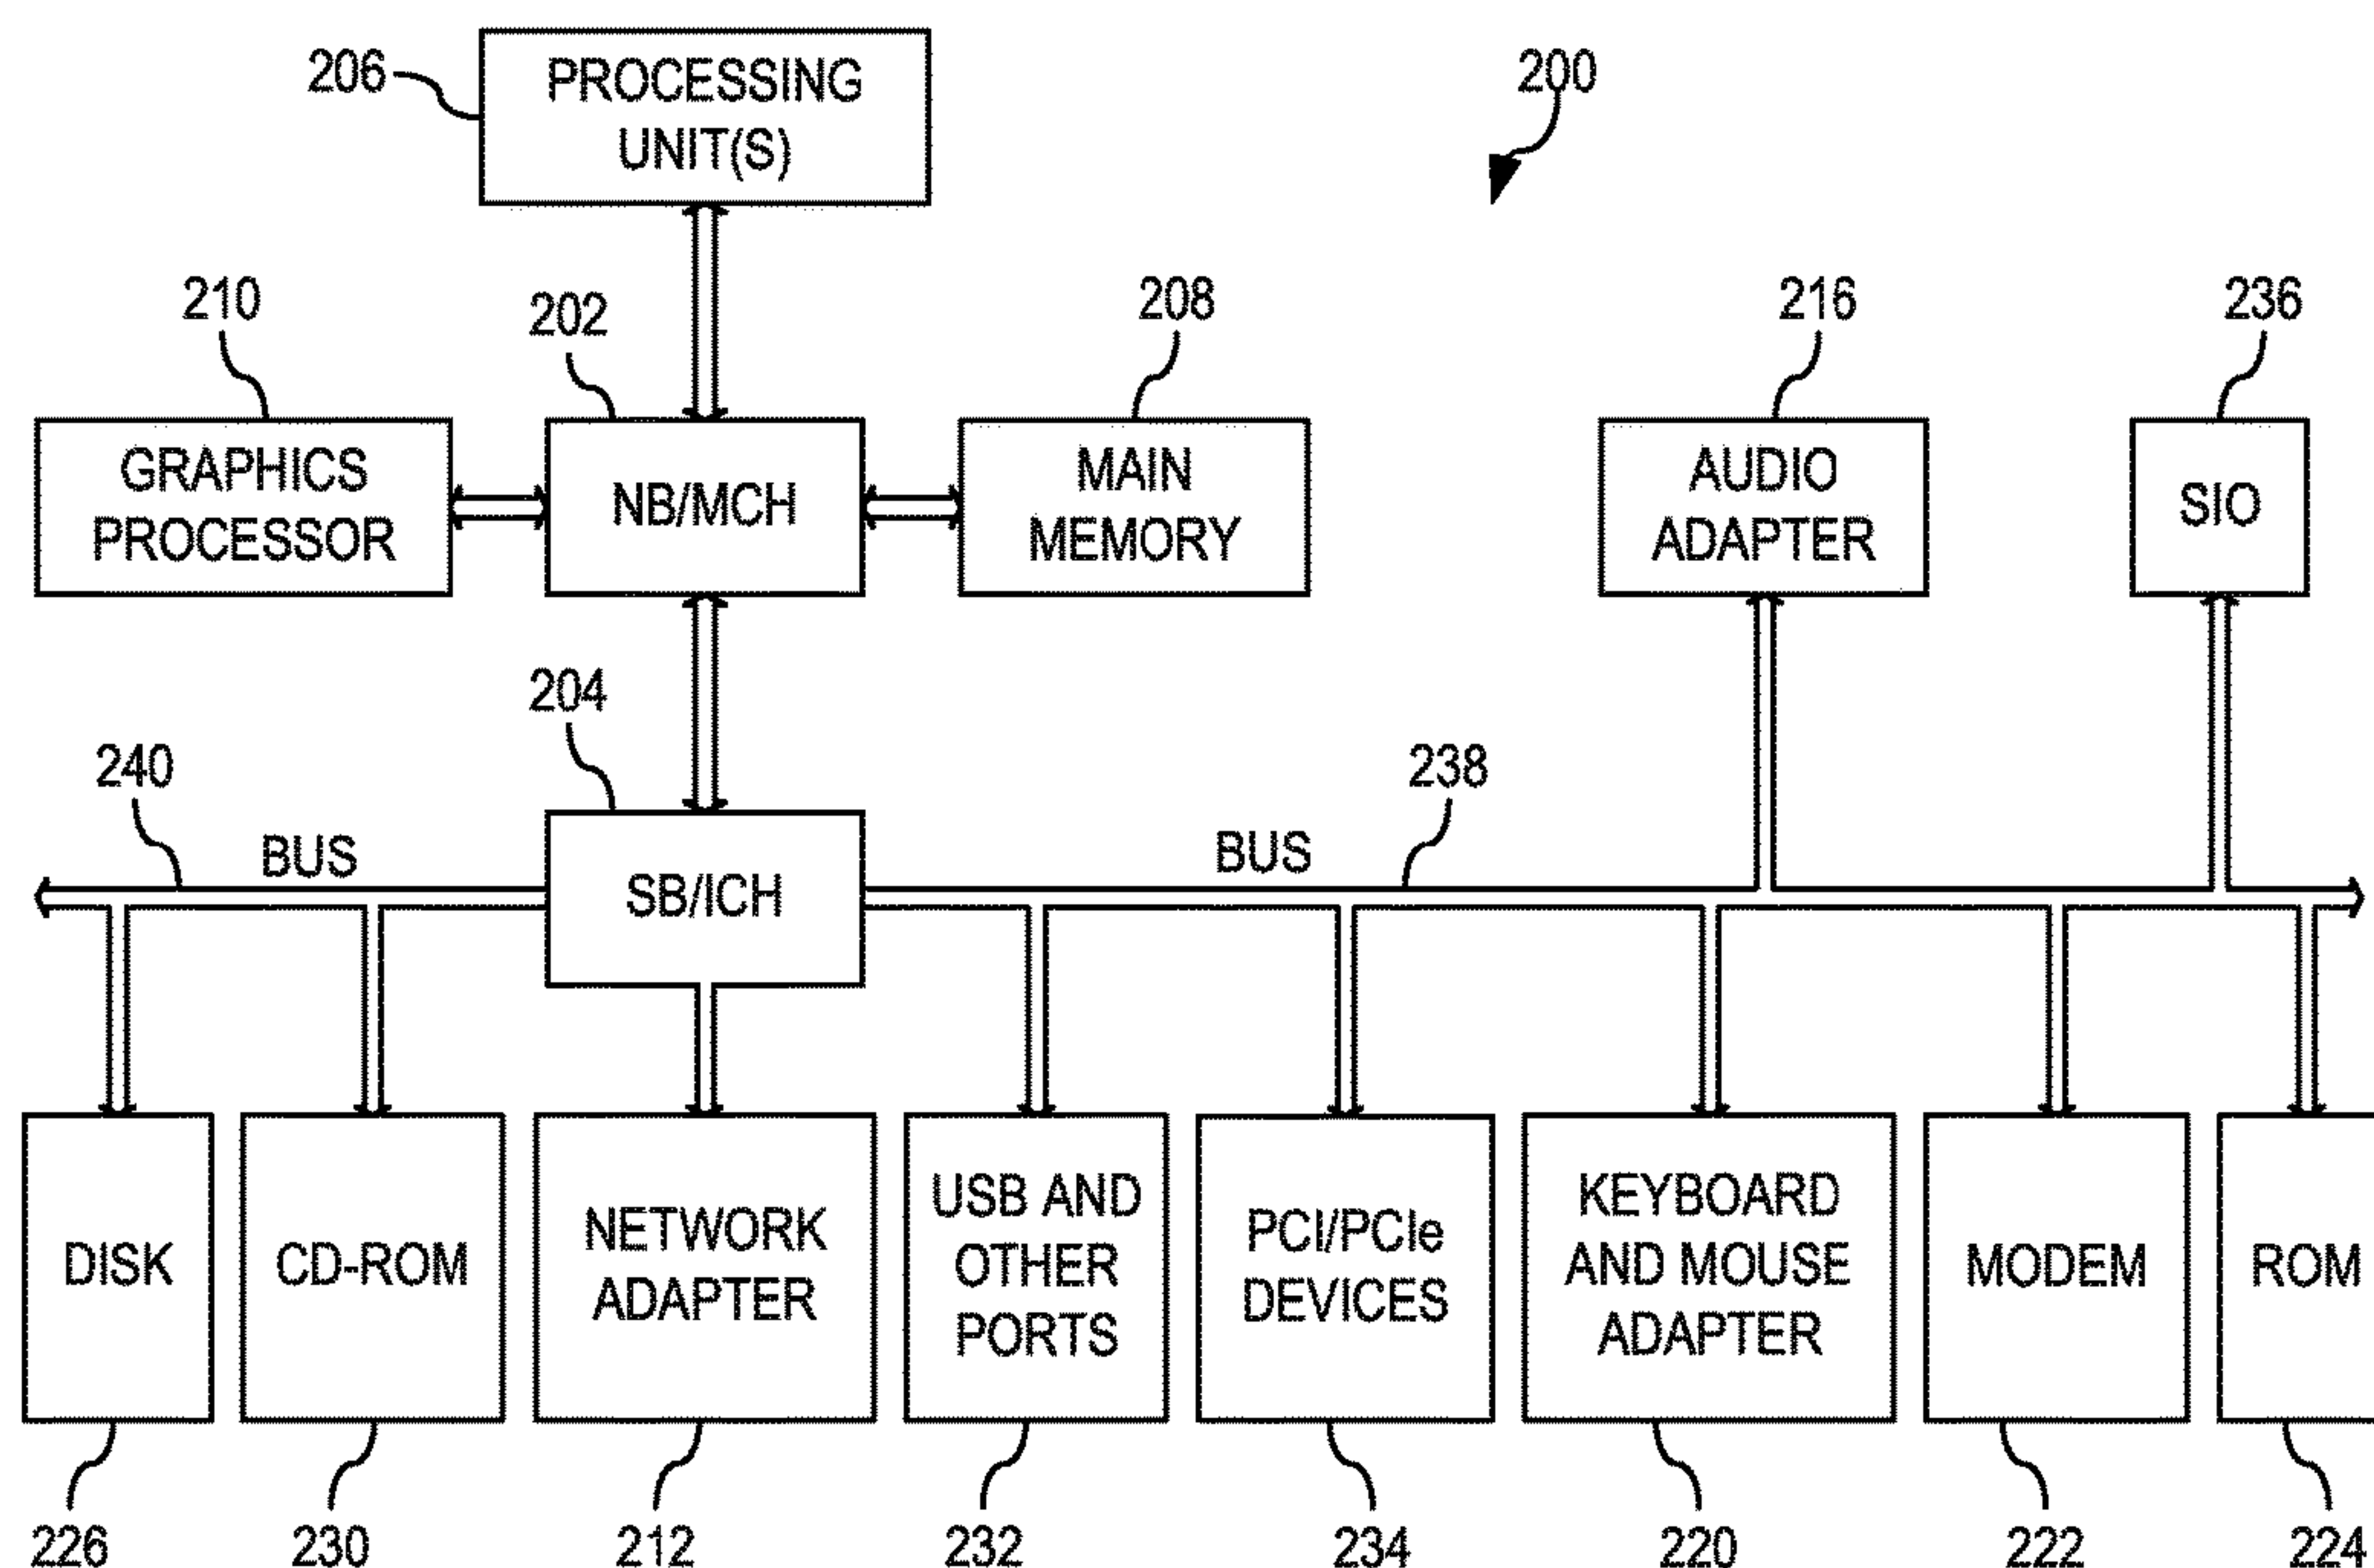 206
PROCESSING
UNIT(S)
200
210
202
208
216
236
GRAPHICS
PROCESSOR
NB/MCH
MAIN
MEMORY
AUDIO
ADAPTER
SIO
204
240
238
BUS
BUS
SB/ICH
DISK
CD-ROM
NETWORK
ADAPTER
USB AND
OTHER
PORTS
PCI/PCIe
DEVICES
KEYBOARD
AND MOUSE
ADAPTER
MODEM
ROM
226
230
212
232
234
220
222
224